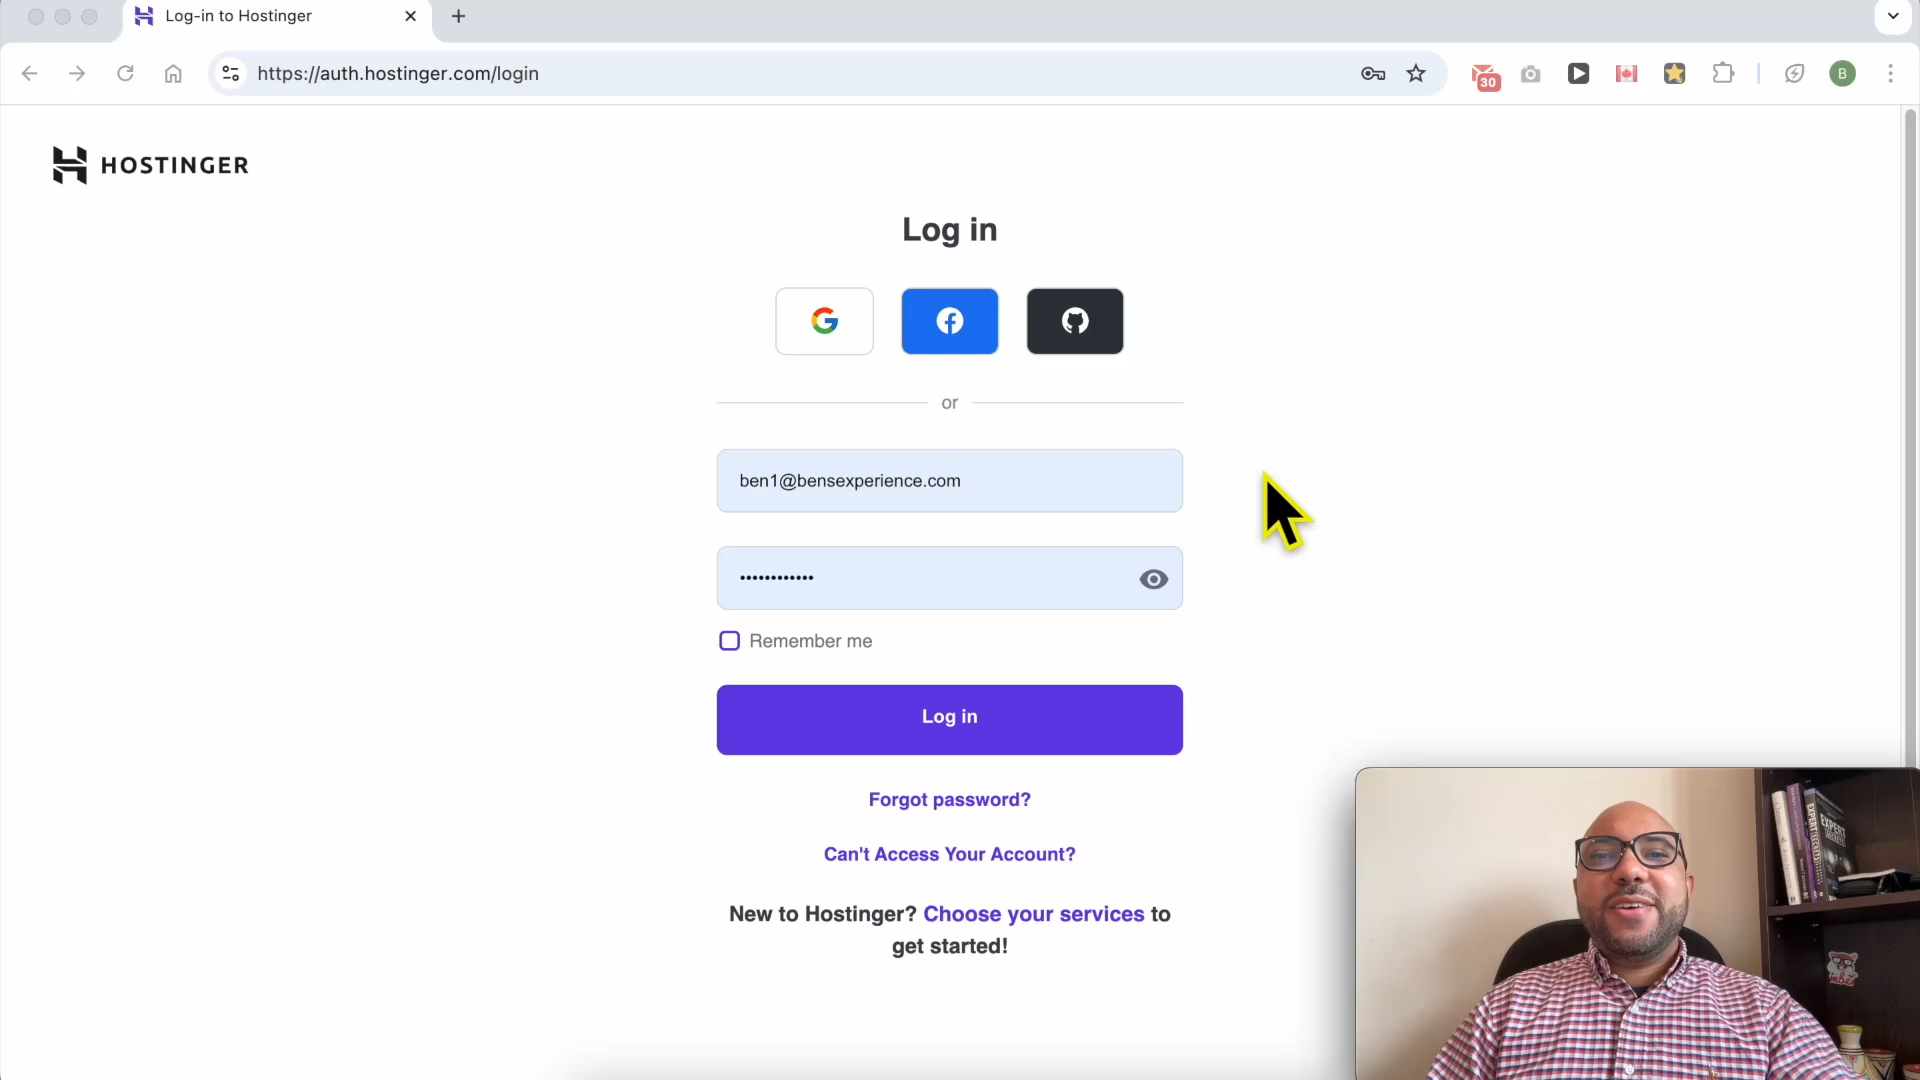 Log-in to Hostinger
https://auth.hostinger.com/login
30
B
HOSTINGER
Log in
or
ben1@bensexperience.com
••••••••••••
Remember me
Log in
Forgot password?
Can't Access Your Account?
New to Hostinger? Choose your services to
get started!
EXPERT